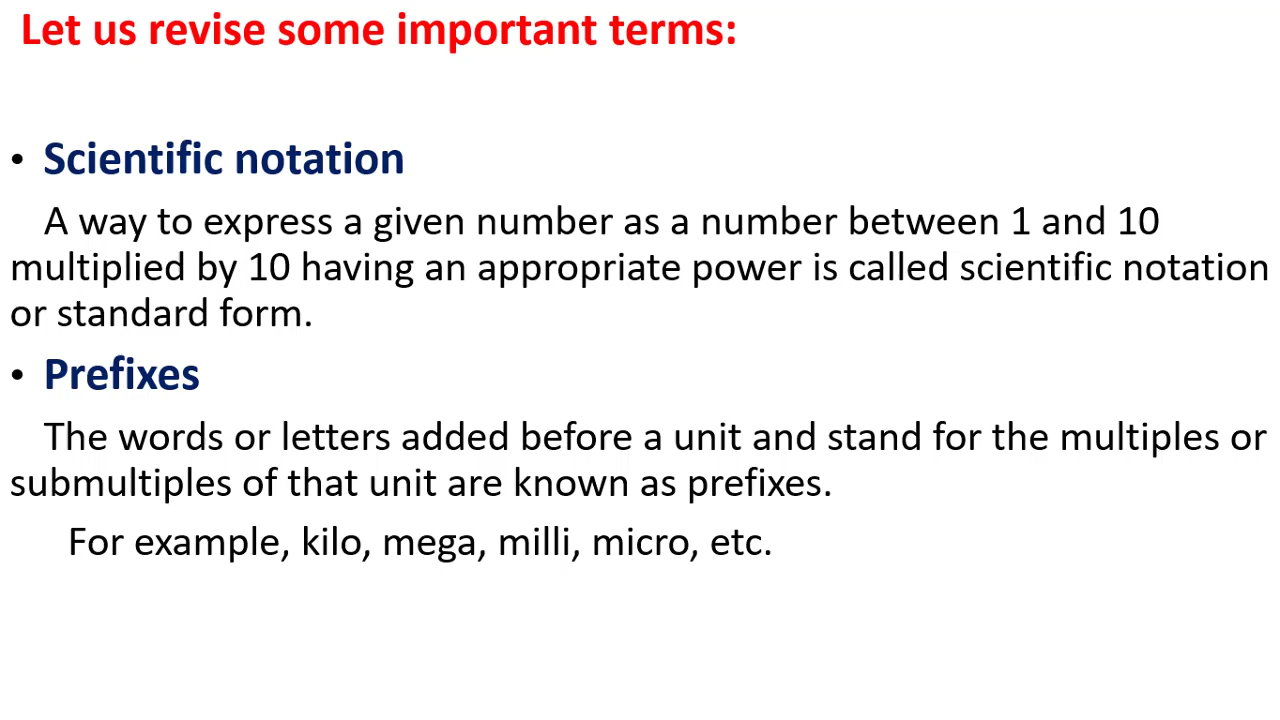 Let us revise some important terms:
• Scientific notation
A way to express a given number as a number between 1 and 10
multiplied by 10 having an appropriate power is called scientific notation
or standard form.
• Prefixes
The words or letters added before a unit and stand for the multiples or
submultiples of that unit are known as prefixes.
For example, kilo, mega, milli, micro, etc.